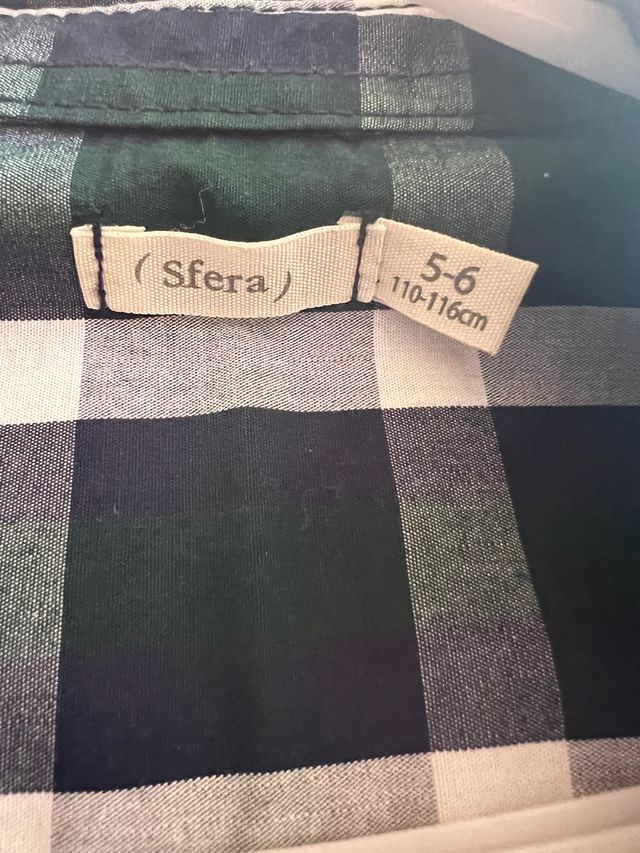 ( Sfera )
5-6
110-116cm